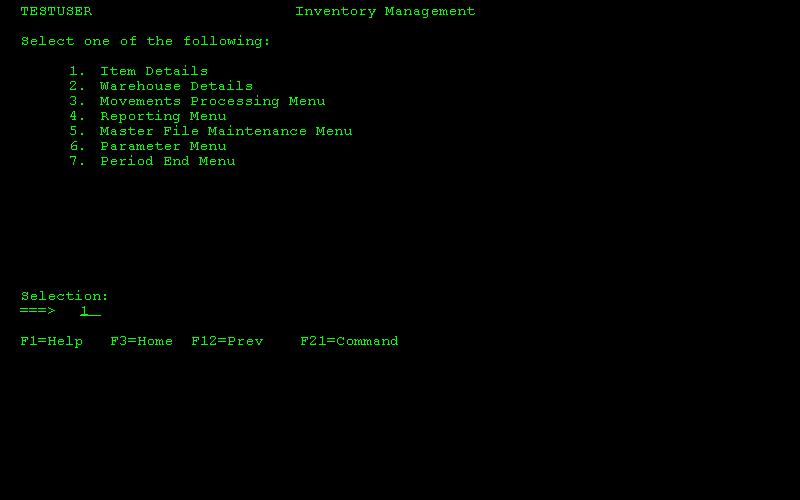 TESTUSER Inventory Management
Select one of the following:
1. Item Details
2. Warehouse Details
3. Movements Processing Menu
4. Reporting Menu
5. Master File Maintenance Menu
6. Parameter Menu
7. Period End Menu
Selection:
===> 1
F1=Help F3=Home F12=Prev F21=Command